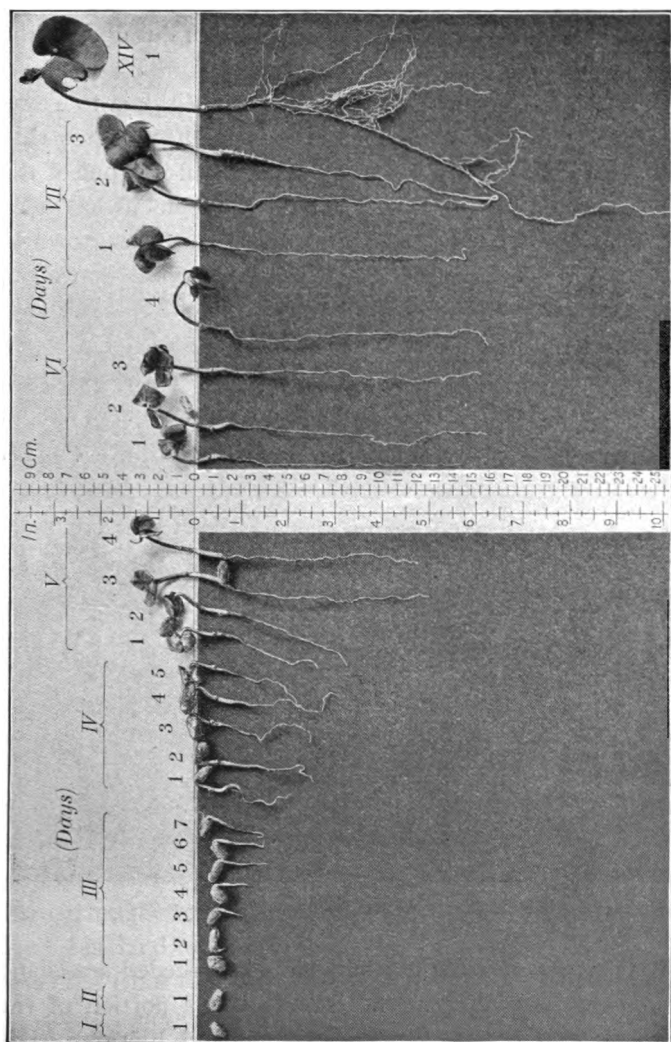 (Days) (Days)
I II III IV V VI VII XIV
1 1 1 2 3 4 5 6 7 1 2 3 4 5 1 2 3 4 1 2 3 4 1 2 3 1
In. 3 2 1 0 1 2 3 4 5 6 7 8 9 10
9 Cm. 8 7 6 5 4 3 2 1 0 1 2 3 4 5 6 7 8 9 10 11 12 13 14 15 16 17 18 19 20 21 22 23 24 25